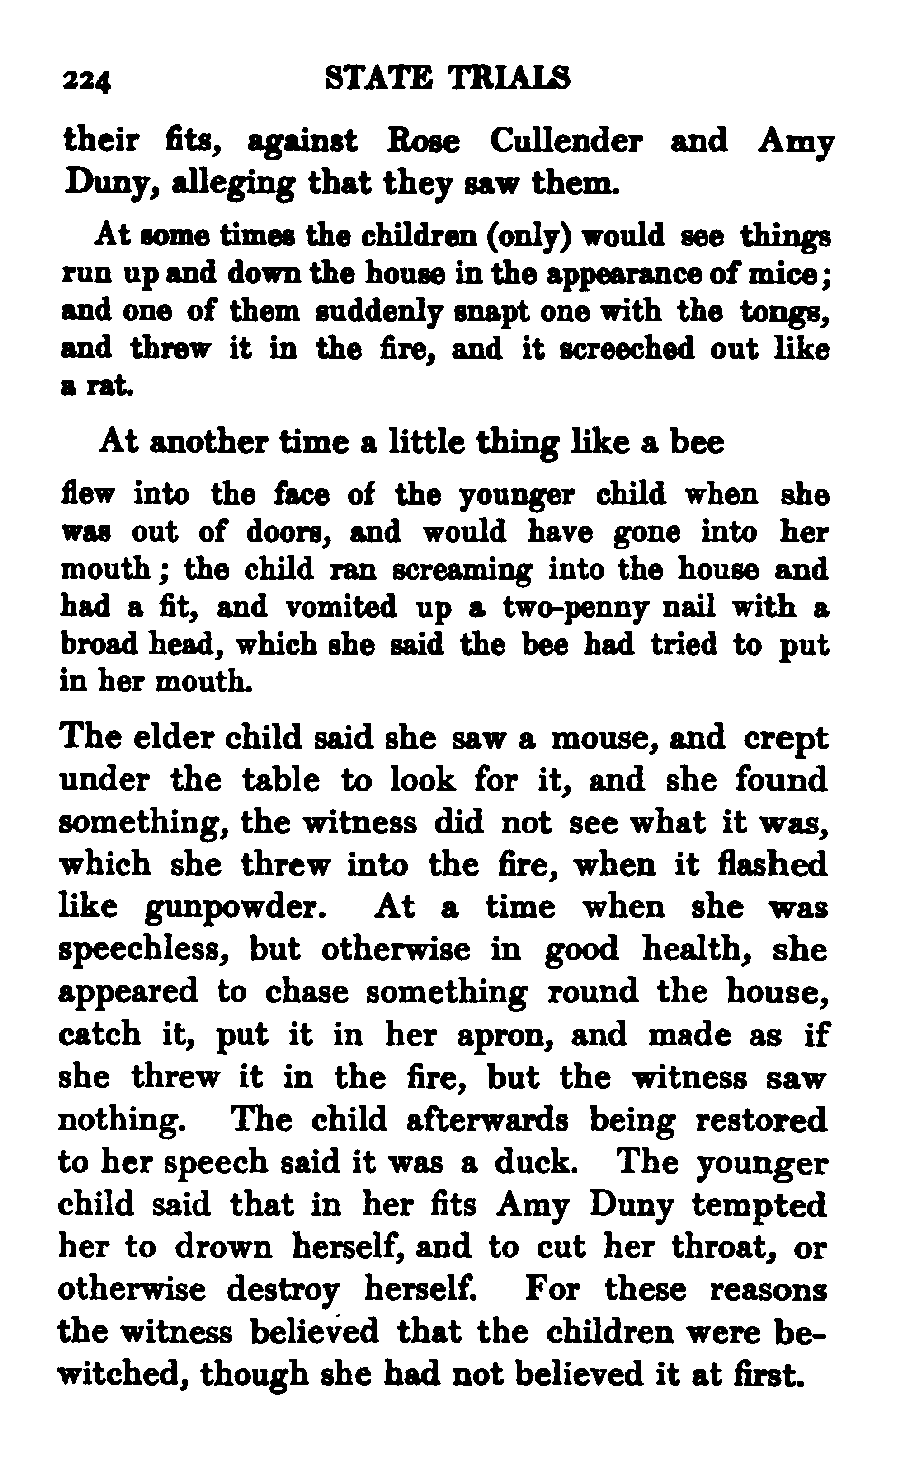 224 STATE TRIALS
their fits, against Rose Cullender and Amy
Duny, alleging that they saw them.
At some times the children (only) would see things
run up and down the house in the appearance of mice;
and one of them suddenly snapt one with the tongs,
and threw it in the fire, and it screeched out like
a rat.
At another time a little thing like a bee
flew into the face of the younger child when she
was out of doors, and would have gone into her
mouth; the child ran screaming into the house and
had a fit, and vomited up a two-penny nail with a
broad head, which she said the bee had tried to put
in her mouth.
The elder child said she saw a mouse, and crept
under the table to look for it, and she found
something, the witness did not see what it was,
which she threw into the fire, when it flashed
like gunpowder. At a time when she was
speechless, but otherwise in good health, she
appeared to chase something round the house,
catch it, put it in her apron, and made as if
she threw it in the fire, but the witness saw
nothing. The child afterwards being restored
to her speech said it was a duck. The younger
child said that in her fits Amy Duny tempted
her to drown herself, and to cut her throat, or
otherwise destroy herself. For these reasons
the witness believed that the children were be-
witched, though she had not believed it at first.